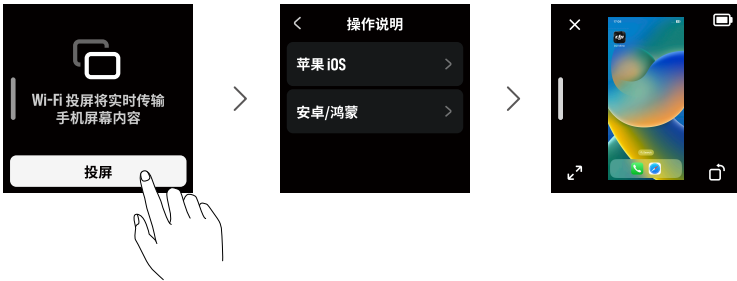 Wi-Fi 投屏将实时传输
手机屏幕内容
投屏
操作说明
苹果 iOS
安卓/鸿蒙